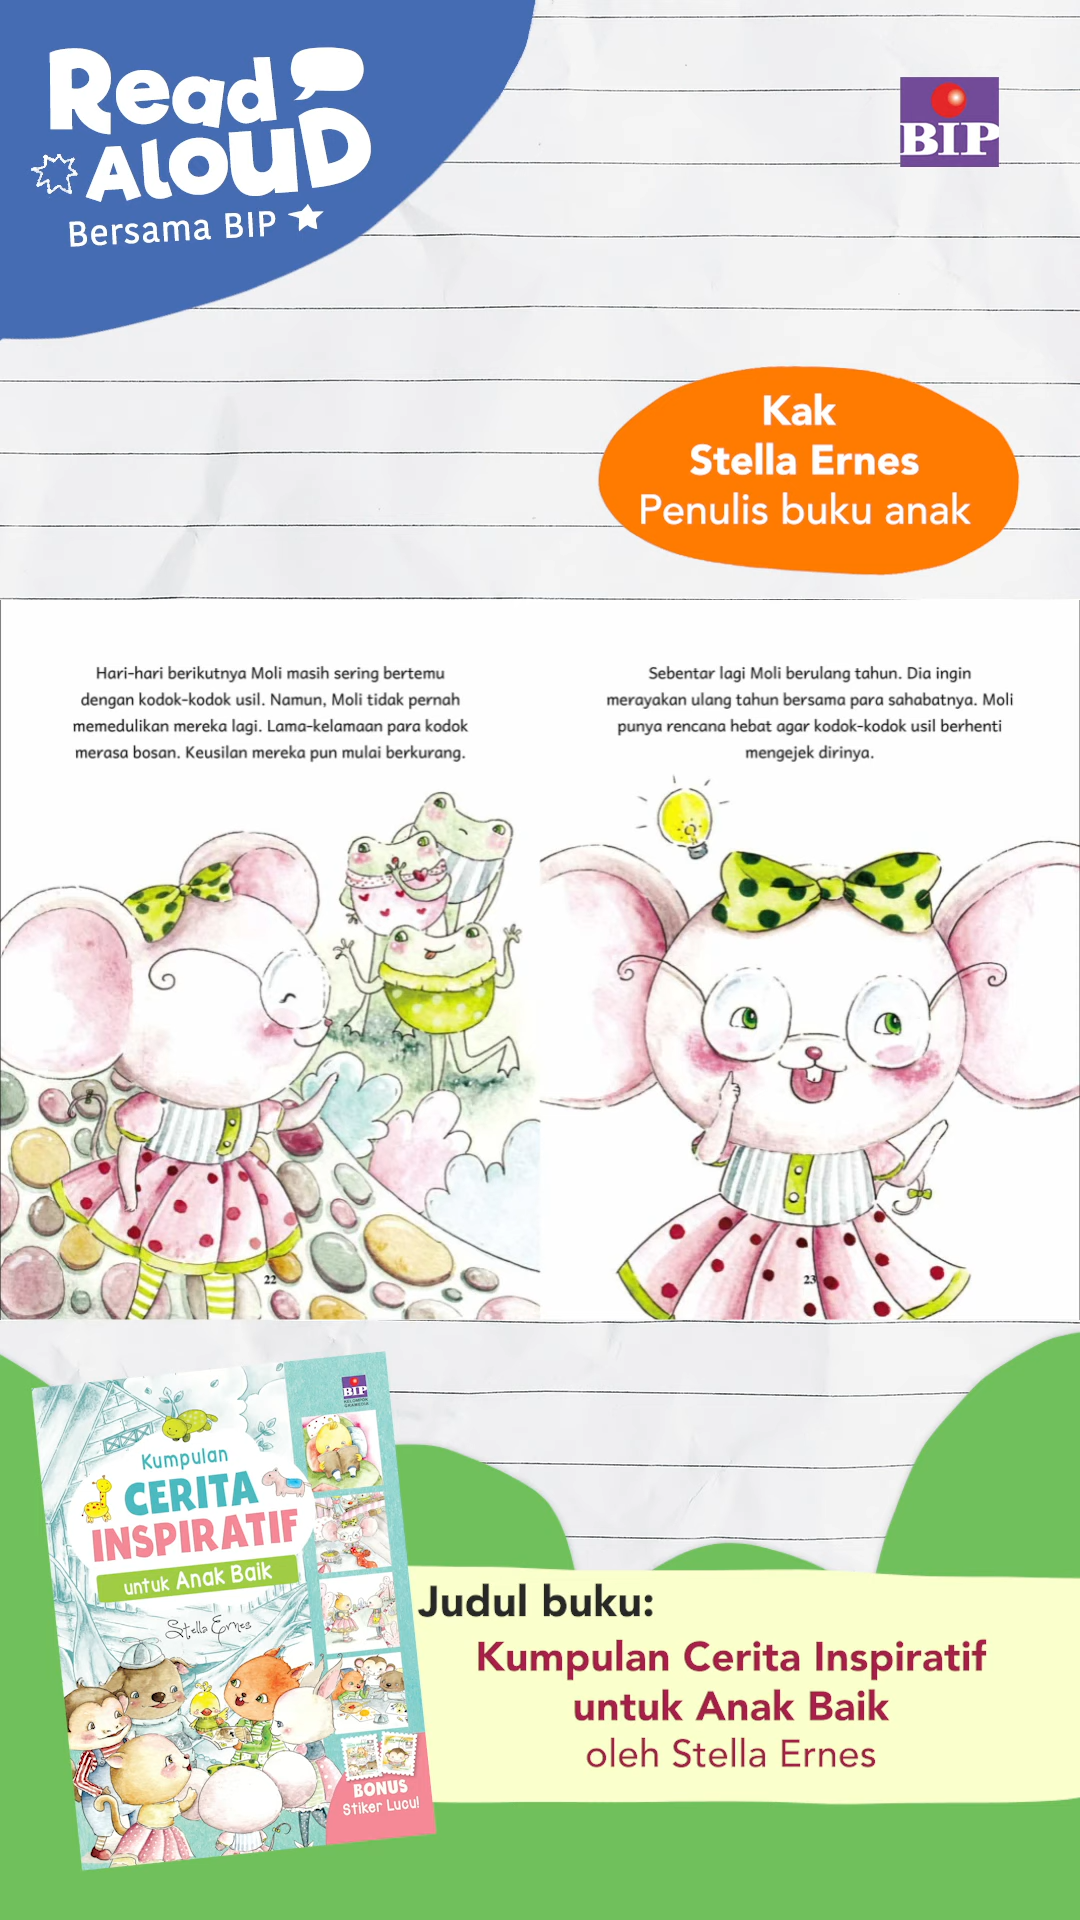 Read
Aloud
Bersama BIP
BIP
Kak
Stella Ernes
Penulis buku anak
Hari-hari berikutnya Moli masih sering bertemu
dengan kodok-kodok usil. Namun, Moli tidak pernah
memedulikan mereka lagi. Lama-kelamaan para kodok
merasa bosan. Keusilan mereka pun mulai berkurang.
22
Sebentar lagi Moli berulang tahun. Dia ingin
merayakan ulang tahun bersama para sahabatnya. Moli
punya rencana hebat agar kodok-kodok usil berhenti
mengejek dirinya.
23
BIP
Kumpulan
CERITA
INSPIRATIF
untuk Anak Baik
Stella Ernes
BONUS
Stiker Lucu!
Judul buku:
Kumpulan Cerita Inspiratif
untuk Anak Baik
oleh Stella Ernes